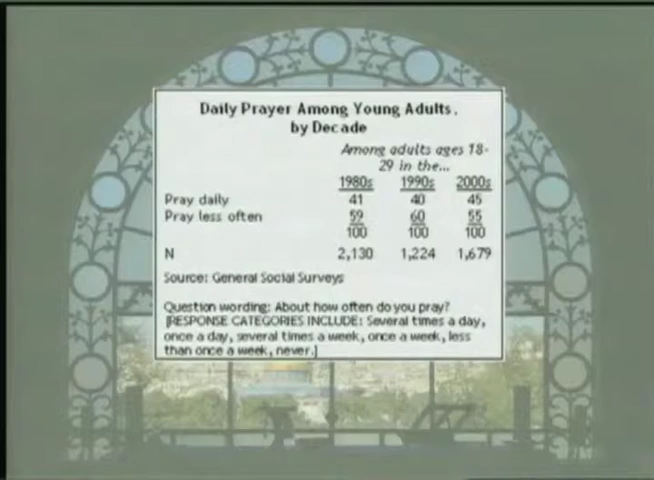 Daily Prayer Among Young Adults,
by Decade
Among adults ages 18-
29 in the...
1980s 1990s 2000s
Pray daily 41 40 45
Pray less often 59 60 55
100 100 100
N 2,130 1,224 1,679
Source: General Social Surveys
Question wording: About how often do you pray?
[RESPONSE CATEGORIES INCLUDE: Several times a day,
once a day, several times a week, once a week, less
than once a week, never.]